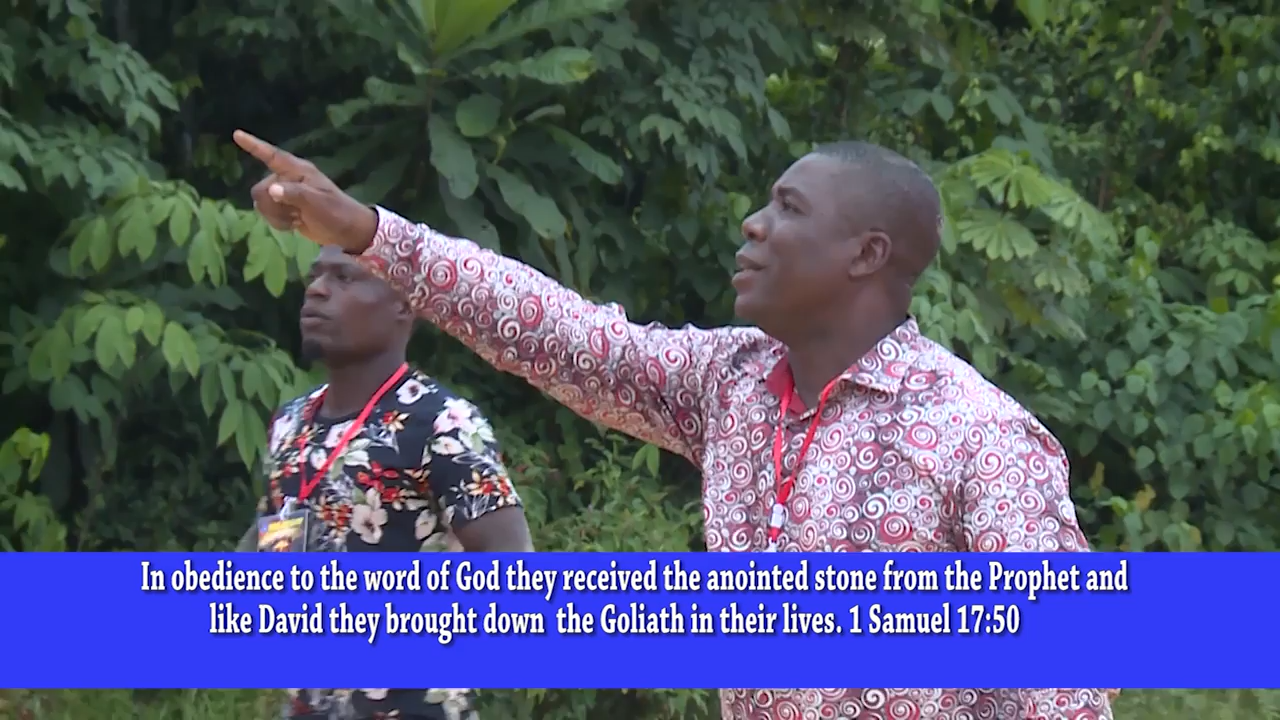 In obedience to the word of God they received the anointed stone from the Prophet and
like David they brought down the Goliath in their lives. 1 Samuel 17:50